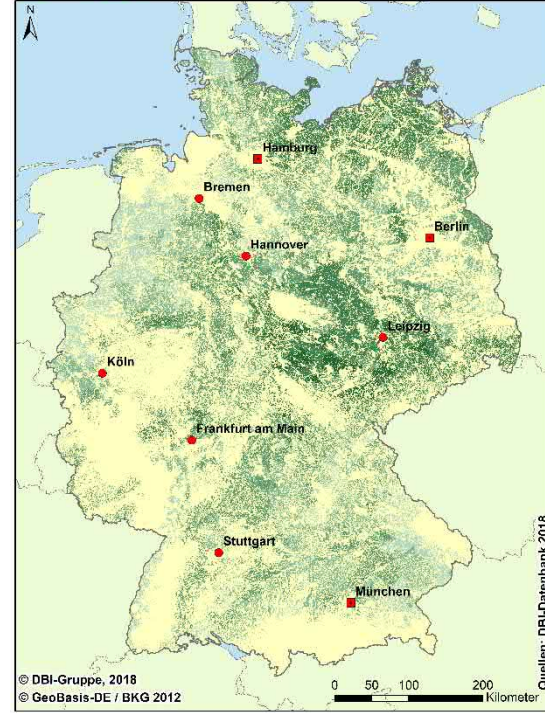 N
Hamburg
Bremen
Berlin
Hannover
Leipzig
Köln
Frankfurt am Main
Stuttgart
München
Quellen: DBI-Datenbank 2018
© DBI-Gruppe, 2018
© GeoBasis-DE / BKG 2012
0 50 100 200
Kilometer